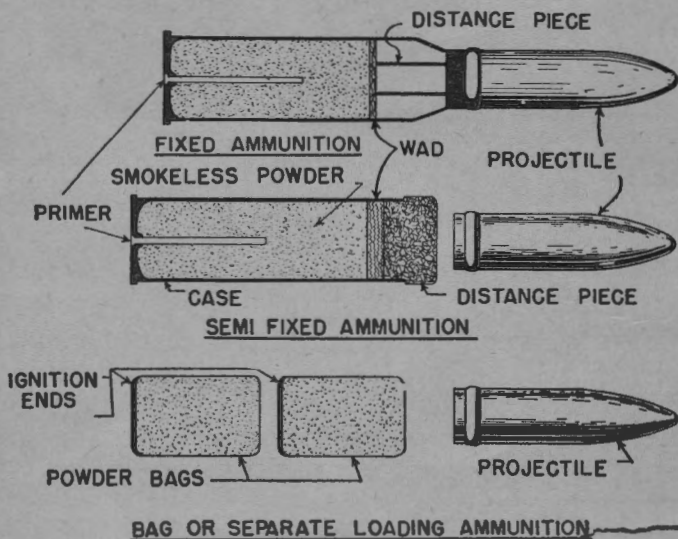 DISTANCE PIECE
FIXED AMMUNITION
WAD
PROJECTILE
SMOKELESS POWDER
PRIMER
CASE
DISTANCE PIECE
SEMI FIXED AMMUNITION
IGNITION
ENDS
POWDER BAGS
PROJECTILE
BAG OR SEPARATE LOADING AMMUNITION